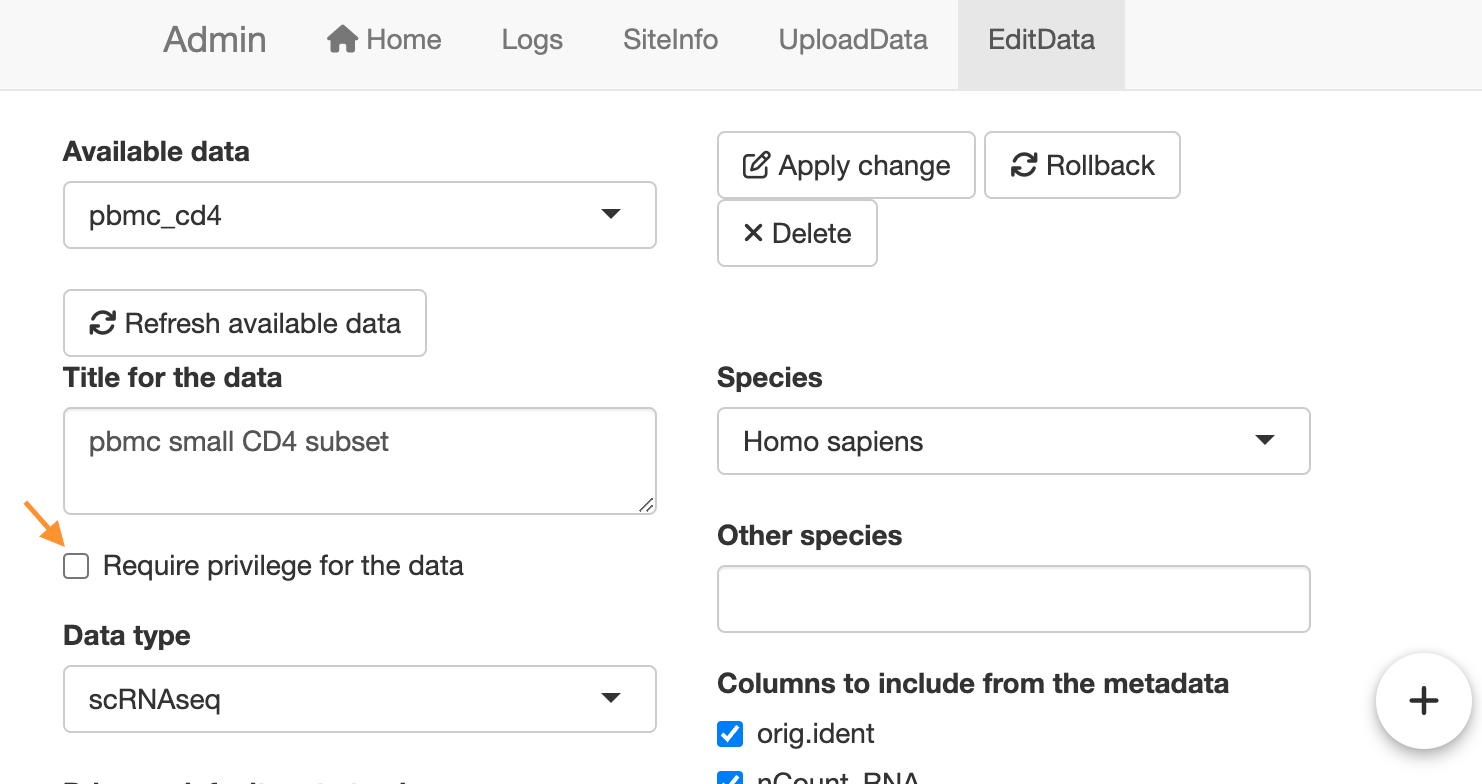 Admin Home Logs SiteInfo UploadData EditData
Available data
pbmc_cd4
Apply change Rollback
Delete
Refresh available data
Title for the data
pbmc small CD4 subset
Species
Homo sapiens
Require privilege for the data
Other species
Data type
scRNAseq
Columns to include from the metadata
orig.ident
nCount_RNA